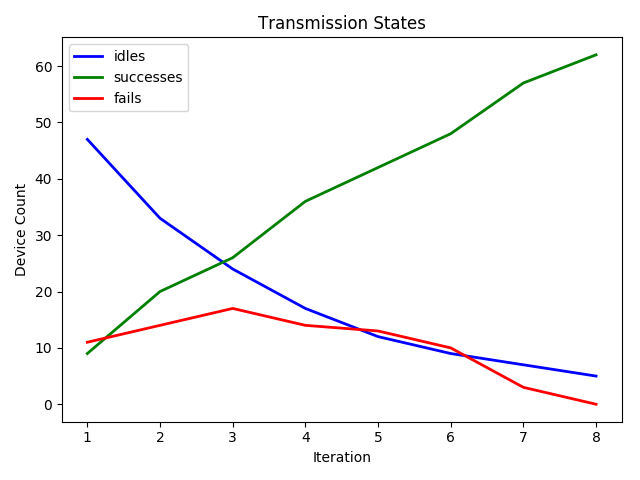 Transmission States
idles
successes
fails
Device Count
60
50
40
30
20
10
0
1 2 3 4 5 6 7 8
Iteration